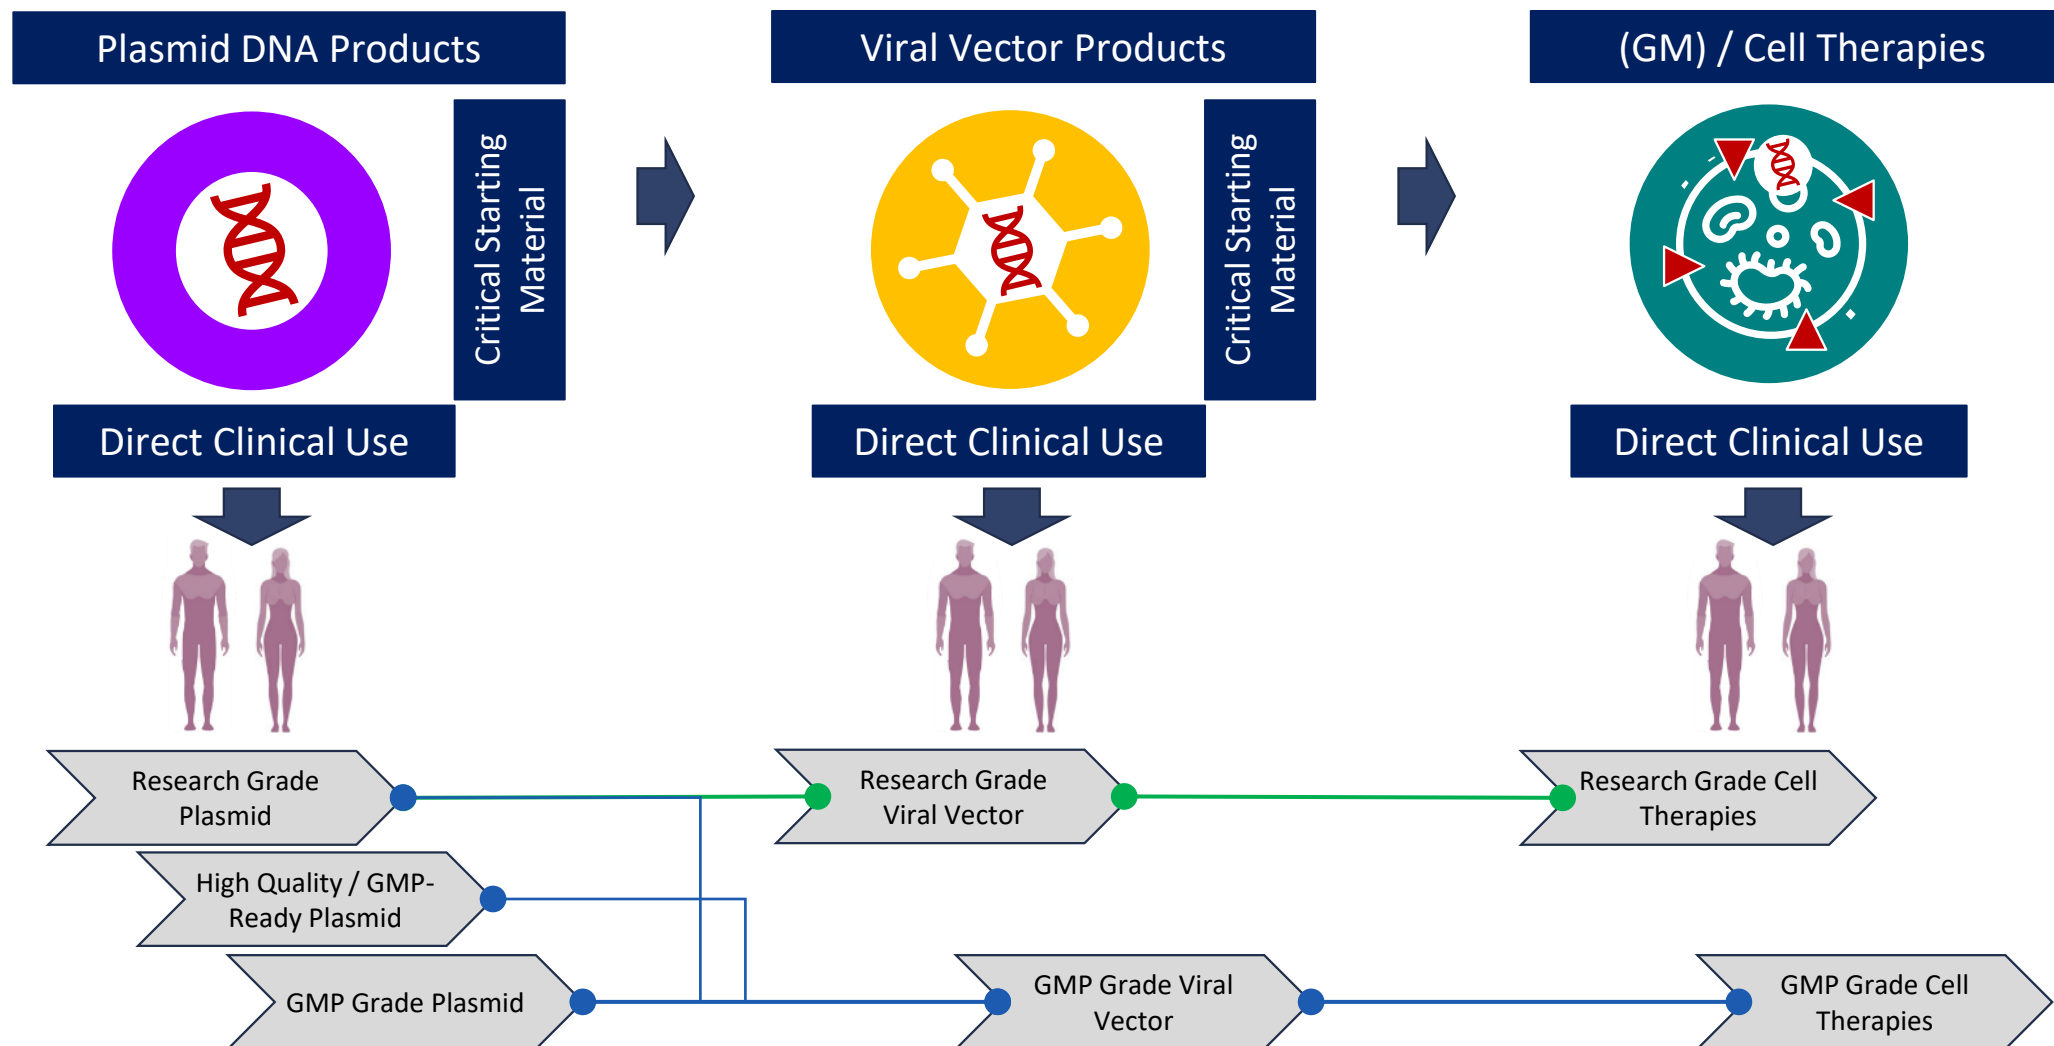 Plasmid DNA Products
Viral Vector Products
(GM) / Cell Therapies
Critical Starting
Material
Critical Starting
Material
Direct Clinical Use
Direct Clinical Use
Direct Clinical Use
Research Grade
Plasmid
Research Grade
Viral Vector
Research Grade Cell
Therapies
High Quality / GMP-
Ready Plasmid
GMP Grade Plasmid
GMP Grade Viral
Vector
GMP Grade Cell
Therapies